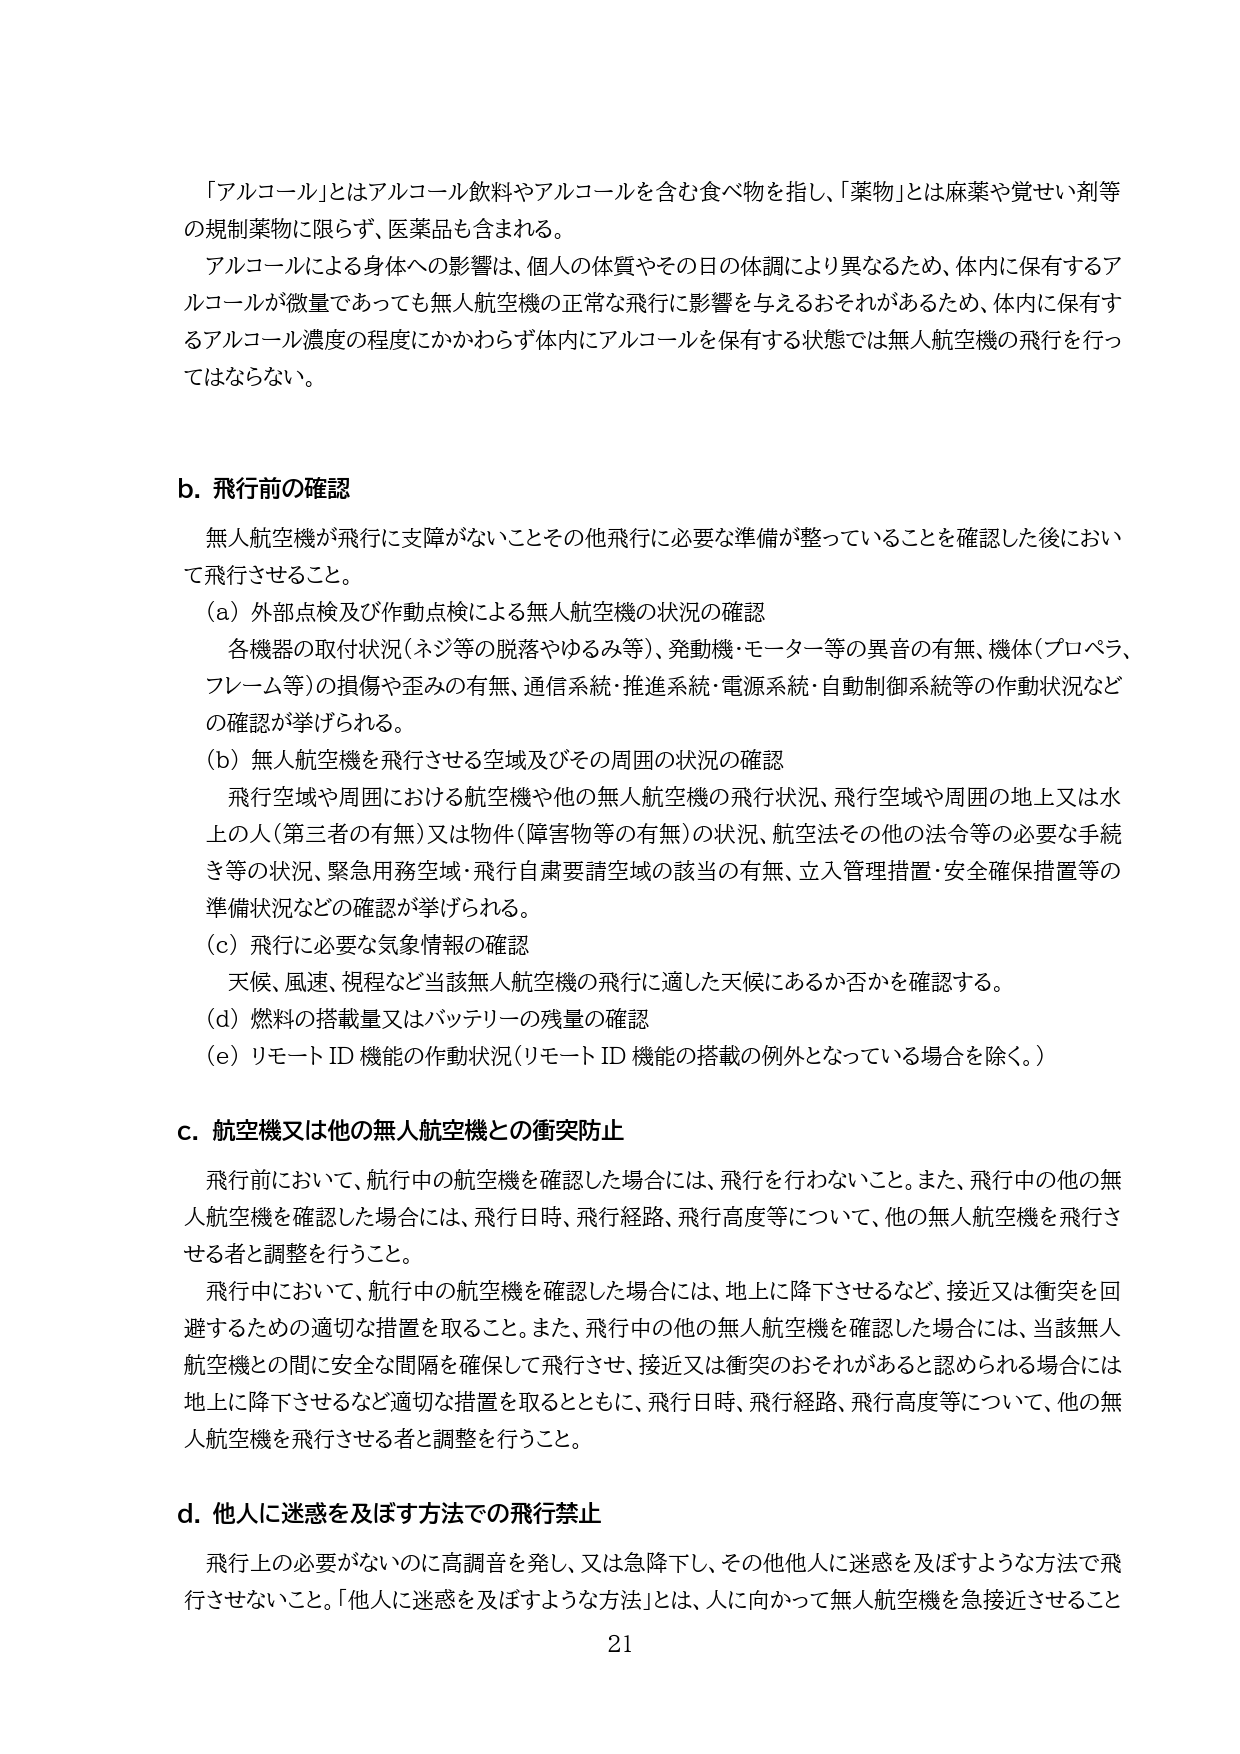 「アルコール」とはアルコール飲料やアルコールを含む食べ物を指し、「薬物」とは麻薬や覚せい剤等
の規制薬物に限らず、医薬品も含まれる。
アルコールによる身体への影響は、個人の体質やその日の体調により異なるため、体内に保有するア
ルコールが微量であっても無人航空機の正常な飛行に影響を与えるおそれがあるため、体内に保有す
るアルコール濃度の程度にかかわらず体内にアルコールを保有する状態では無人航空機の飛行を行っ
てはならない。
b. 飛行前の確認
無人航空機が飛行に支障がないことその他飛行に必要な準備が整っていることを確認した後におい
て飛行させること。
(a) 外部点検及び作動点検による無人航空機の状況の確認
各機器の取付状況(ネジ等の脱落やゆるみ等)、発動機・モーター等の異音の有無、機体(プロペラ、
フレーム等)の損傷や歪みの有無、通信系統・推進系統・電源系統・自動制御系統等の作動状況など
の確認が挙げられる。
(b) 無人航空機を飛行させる空域及びその周囲の状況の確認
飛行空域や周囲における航空機や他の無人航空機の飛行状況、飛行空域や周囲の地上又は水
上の人(第三者の有無)又は物件(障害物等の有無)の状況、航空法その他の法令等の必要な手続
き等の状況、緊急用務空域・飛行自粛要請空域の該当の有無、立入管理措置・安全確保措置等の
準備状況などの確認が挙げられる。
(c) 飛行に必要な気象情報の確認
天候、風速、視程など当該無人航空機の飛行に適した天候にあるか否かを確認する。
(d) 燃料の搭載量又はバッテリーの残量の確認
(e) リモート ID 機能の作動状況(リモート ID 機能の搭載の例外となっている場合を除く。)
c. 航空機又は他の無人航空機との衝突防止
飛行前において、航行中の航空機を確認した場合には、飛行を行わないこと。また、飛行中の他の無
人航空機を確認した場合には、飛行日時、飛行経路、飛行高度等について、他の無人航空機を飛行さ
せる者と調整を行うこと。
飛行中において、航行中の航空機を確認した場合には、地上に降下させるなど、接近又は衝突を回
避するための適切な措置を取ること。また、飛行中の他の無人航空機を確認した場合には、当該無人
航空機との間に安全な間隔を確保して飛行させ、接近又は衝突のおそれがあると認められる場合には
地上に降下させるなど適切な措置を取るとともに、飛行日時、飛行経路、飛行高度等について、他の無
人航空機を飛行させる者と調整を行うこと。
d. 他人に迷惑を及ぼす方法での飛行禁止
飛行上の必要がないのに高調音を発し、又は急降下し、その他他人に迷惑を及ぼすような方法で飛
行させないこと。「他人に迷惑を及ぼすような方法」とは、人に向かって無人航空機を急接近させること
21